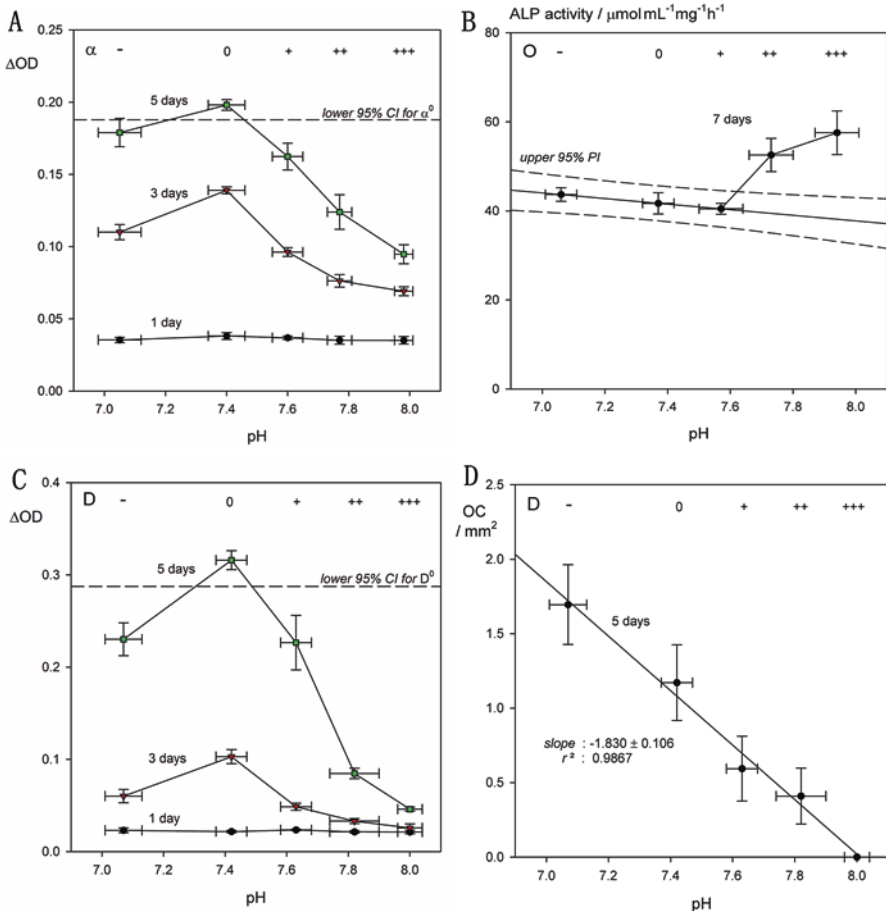 A
α - 0 + ++ +++
ΔOD
0.25
0.20
0.15
0.10
0.05
0.00
5 days
lower 95% CI for α⁰
3 days
1 day
7.0 7.2 7.4 7.6 7.8 8.0
pH
B
ALP activity / μmol mL⁻¹mg⁻¹h⁻¹
O - 0 + ++ +++
80
60
40
20
0
7 days
upper 95% PI
7.0 7.2 7.4 7.6 7.8 8.0
pH
C
D - 0 + ++ +++
ΔOD
0.4
0.3
0.2
0.1
0.0
5 days
lower 95% CI for D⁰
3 days
1 day
7.0 7.2 7.4 7.6 7.8 8.0
pH
D
D - 0 + ++ +++
OC
/ mm²
2.5
2.0
1.5
1.0
0.5
0.0
5 days
slope : -1.830 ± 0.106
r² : 0.9867
7.0 7.2 7.4 7.6 7.8 8.0
pH